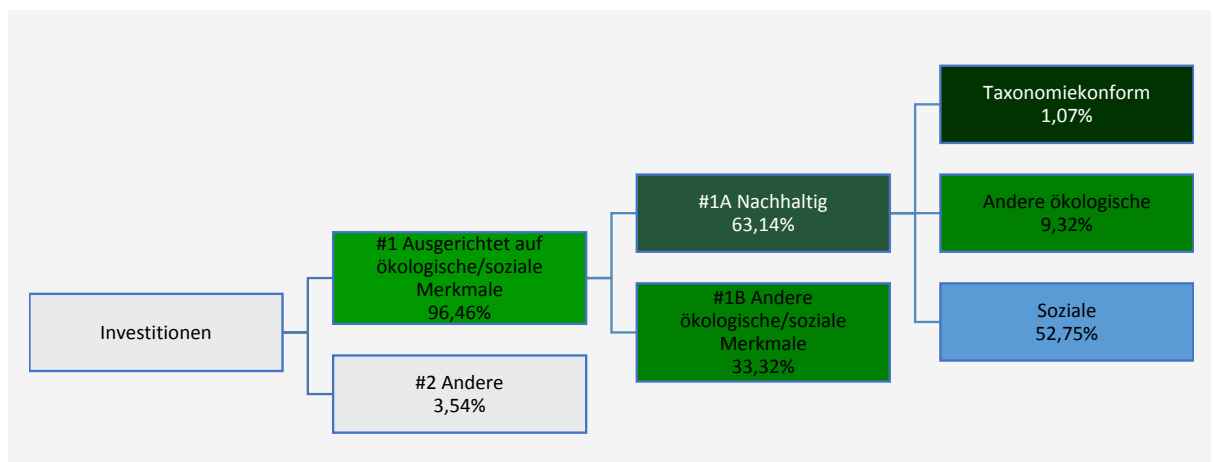 Investitionen
#1 Ausgerichtet auf
ökologische/soziale
Merkmale
96,46%
#2 Andere
3,54%
#1A Nachhaltig
63,14%
#1B Andere
ökologische/soziale
Merkmale
33,32%
Taxonomiekonform
1,07%
Andere ökologische
9,32%
Soziale
52,75%